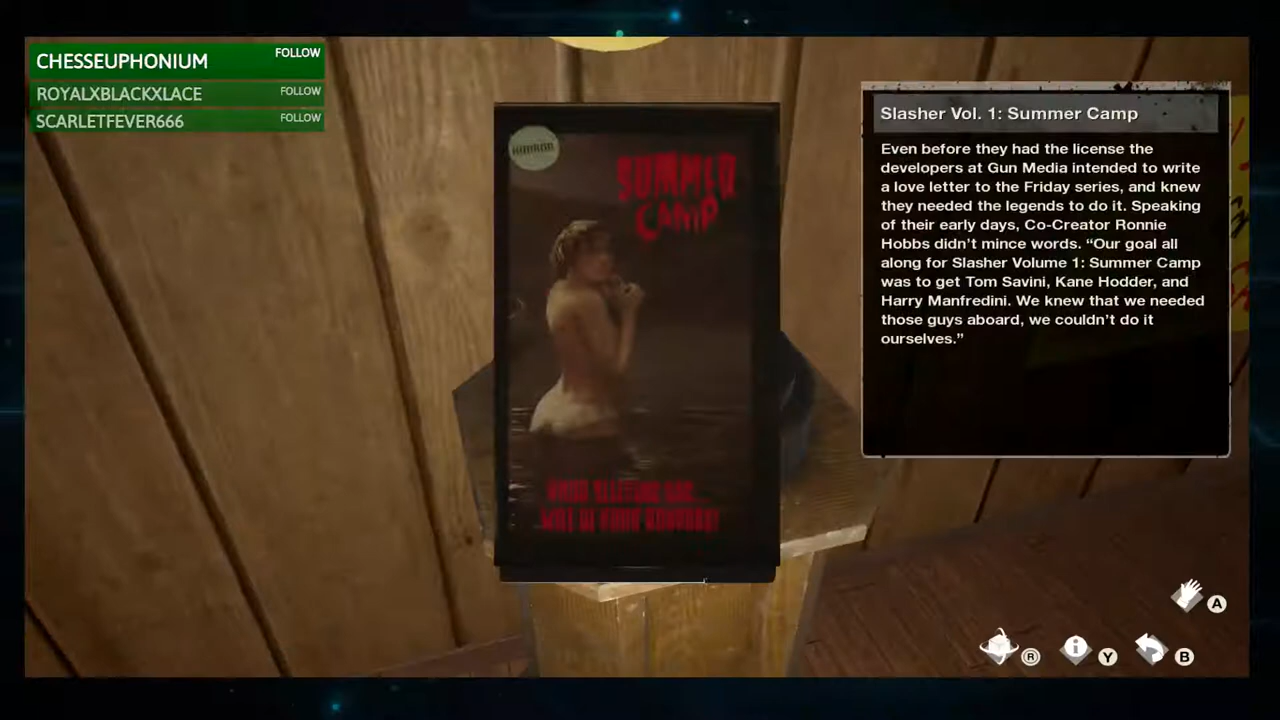 CHESSEUPHONIUM FOLLOW
ROYALXBLACKXLACE FOLLOW
SCARLETFEVER666 FOLLOW
SUMMER
CAMP
Slasher Vol. 1: Summer Camp
Even before they had the license the
developers at Gun Media intended to write
a love letter to the Friday series, and knew
they needed the legends to do it. Speaking
of their early days, Co-Creator Ronnie
Hobbs didn’t mince words. “Our goal all
along for Slasher Volume 1: Summer Camp
was to get Tom Savini, Kane Hodder, and
Harry Manfredini. We knew that we needed
those guys aboard, we couldn’t do it
ourselves.”
A
R
Y
B